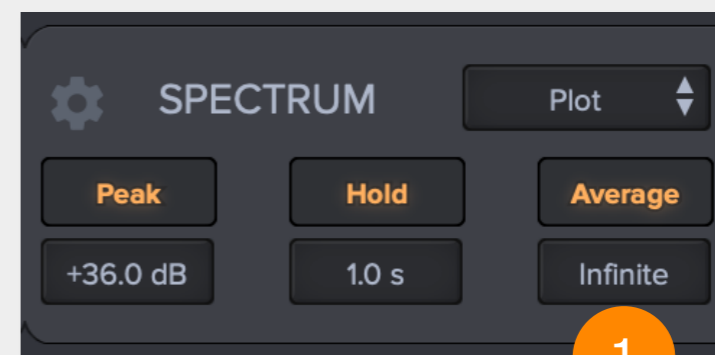 SPECTRUM Plot
Peak Hold Average
+36.0 dB 1.0 s Infinite
1